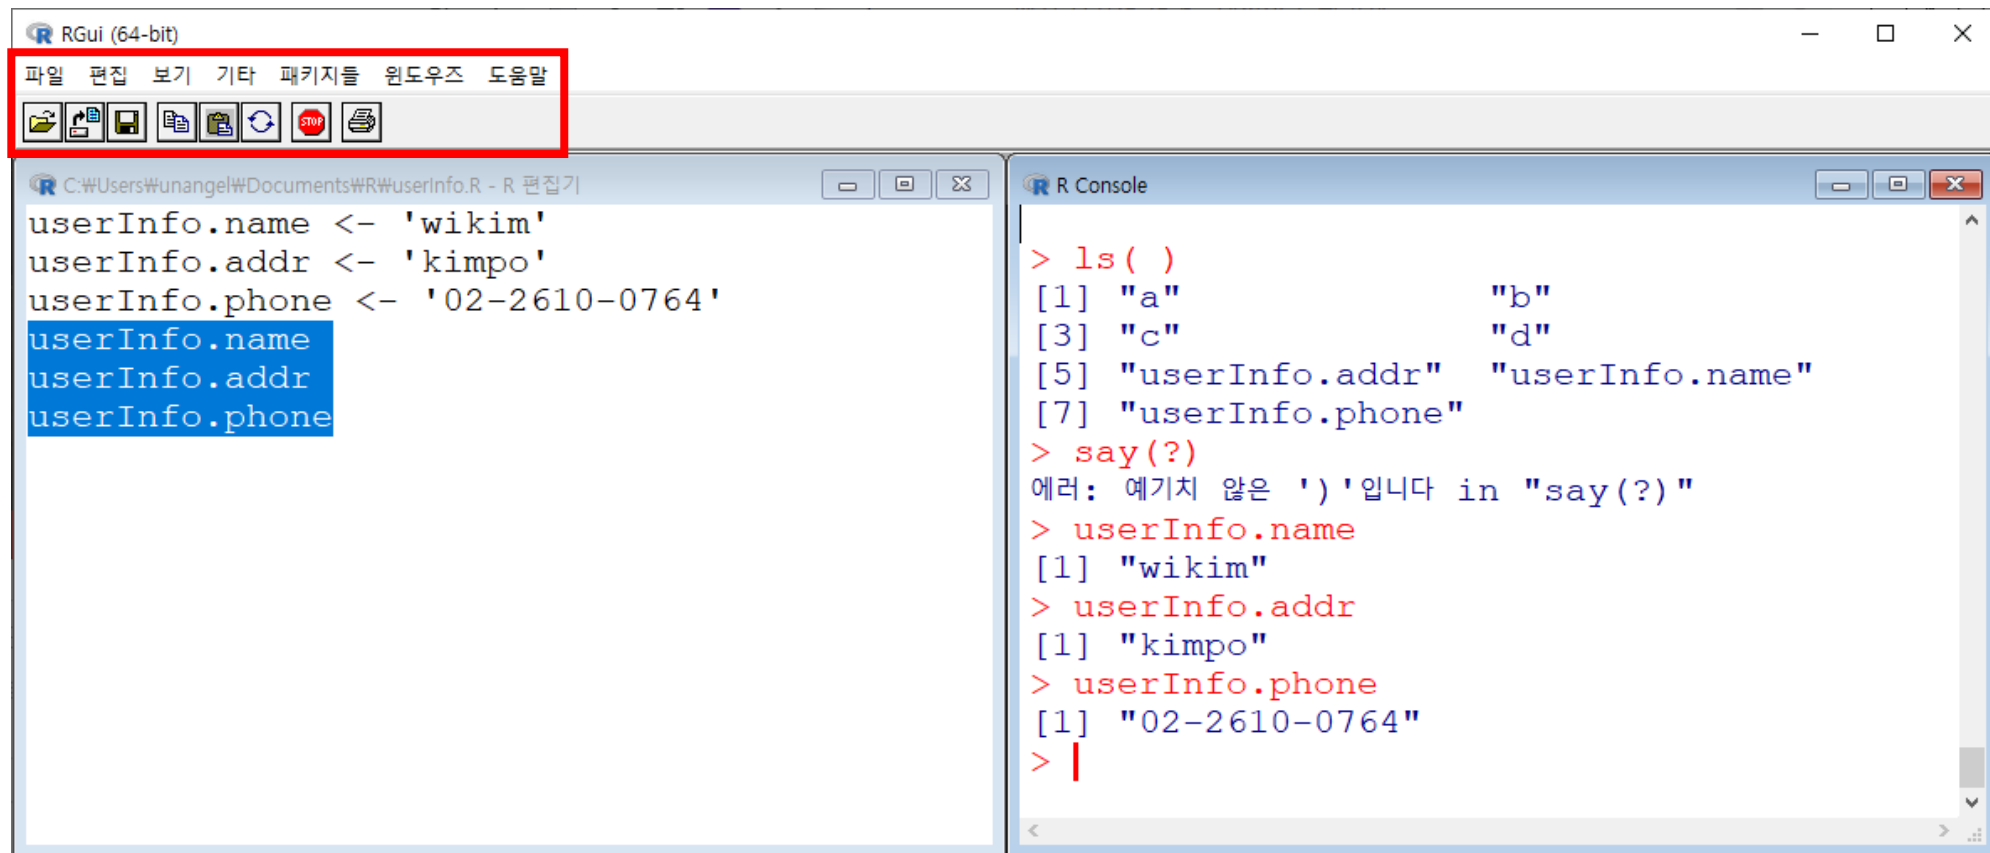 RGui (64-bit)
파일 편집 보기 기타 패키지들 윈도우즈 도움말
STOP
C:₩Users₩unangel₩Documents₩R₩userInfo.R - R 편집기
userInfo.name <- 'wikim'
userInfo.addr <- 'kimpo'
userInfo.phone <- '02-2610-0764'
userInfo.name
userInfo.addr
userInfo.phone
R Console
> ls( )
[1] "a" "b"
[3] "c" "d"
[5] "userInfo.addr" "userInfo.name"
[7] "userInfo.phone"
> say(?)
에러: 예기치 않은 ')'입니다 in "say(?)"
> userInfo.name
[1] "wikim"
> userInfo.addr
[1] "kimpo"
> userInfo.phone
[1] "02-2610-0764"
>